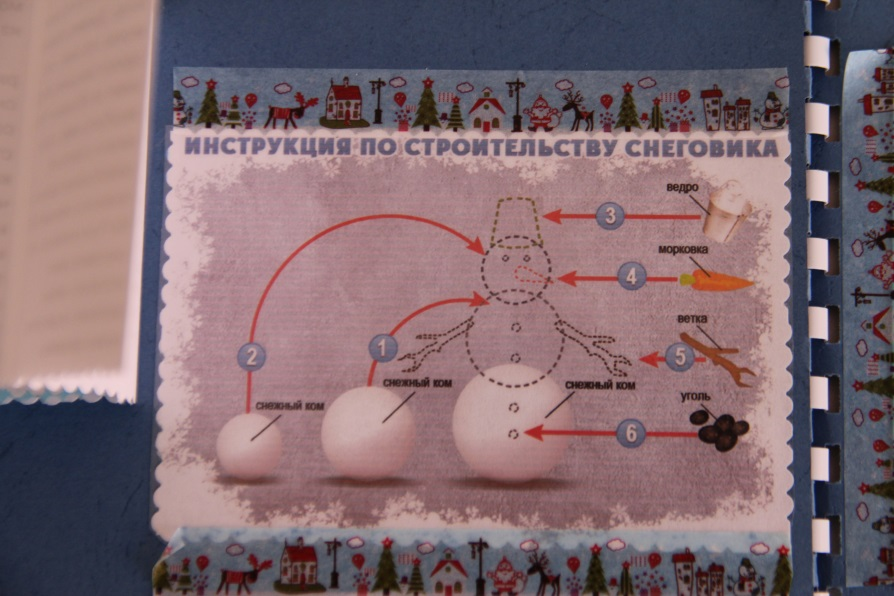 ИНСТРУКЦИЯ ПО СТРОИТЕЛЬСТВУ СНЕГОВИКА
ведро
3
морковка
4
ветка
2
1
5
снежный ком
снежный ком
снежный ком
уголь
6